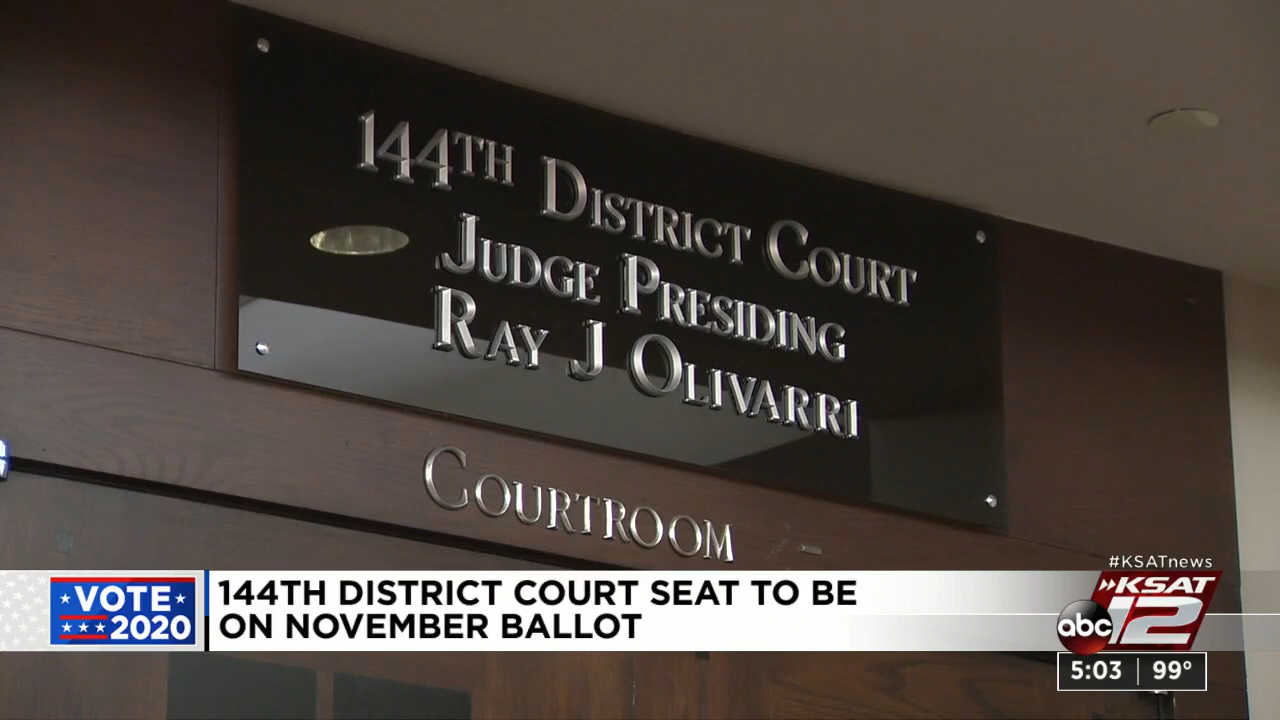 144TH DISTRICT COURT
JUDGE PRESIDING
RAY J OLIVARRI
COURTROOM
#KSATnews
VOTE
2020
144TH DISTRICT COURT SEAT TO BE
ON NOVEMBER BALLOT
KSAT
abc 12
5:03 99°